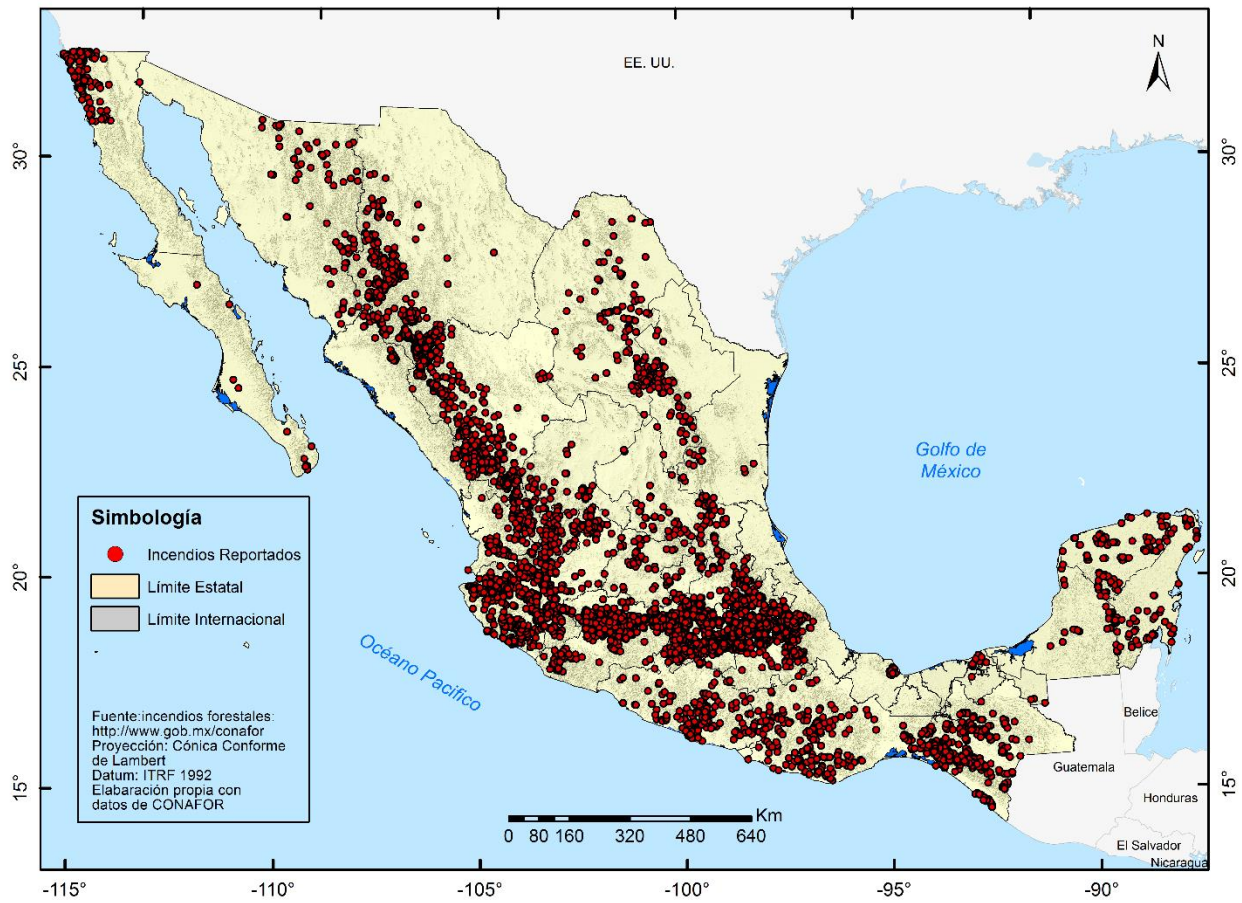 EE. UU.
N
30°
30°
25°
25°
Golfo de
México
Simbología
Incendios Reportados
Límite Estatal
Límite Internacional
20°
20°
Océano Pacífico
Fuente:incendios forestales:
http://www.gob.mx/conafor
Proyección: Cónica Conforme
de Lambert
Datum: ITRF 1992
Elabaración propia con
datos de CONAFOR
Belice
Guatemala
15°
15°
Honduras
Km
0 80 160 320 480 640
El Salvador
Nicaragua
-115° -110° -105° -100° -95° -90°